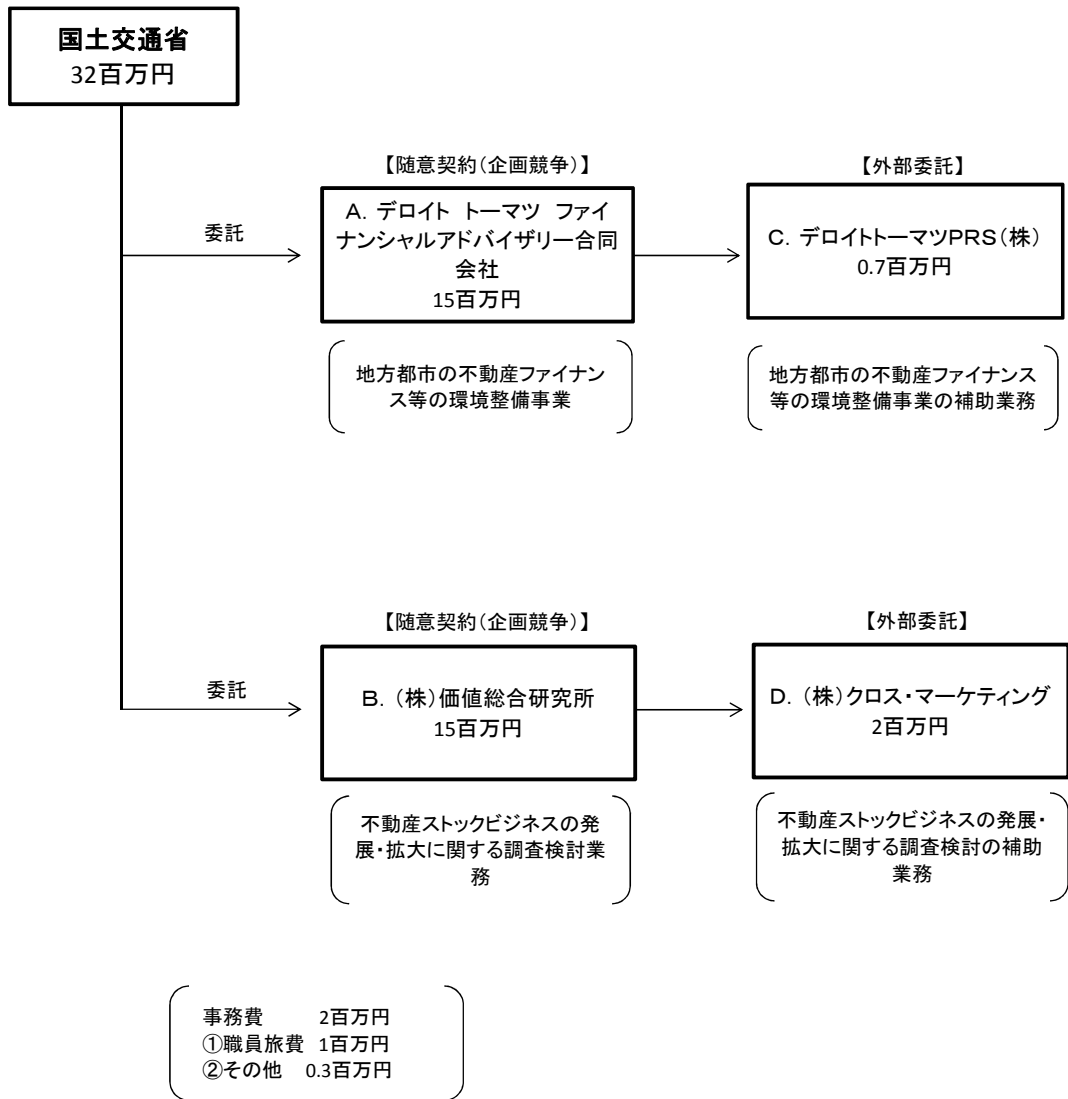 国土交通省
32百万円
【随意契約(企画競争)】
【外部委託】
委託
A. デロイト トーマツ ファイ
ナンシャルアドバイザリー合同
会社
15百万円
C. デロイトトーマツPRS(株)
0.7百万円
地方都市の不動産ファイナン
ス等の環境整備事業
地方都市の不動産ファイナンス
等の環境整備事業の補助業務
【随意契約(企画競争)】
【外部委託】
委託
B. (株)価値総合研究所
15百万円
D. (株)クロス・マーケティング
2百万円
不動産ストックビジネスの発
展・拡大に関する調査検討業
務
不動産ストックビジネスの発展・
拡大に関する調査検討の補助
業務
事務費 2百万円
①職員旅費 1百万円
②その他 0.3百万円